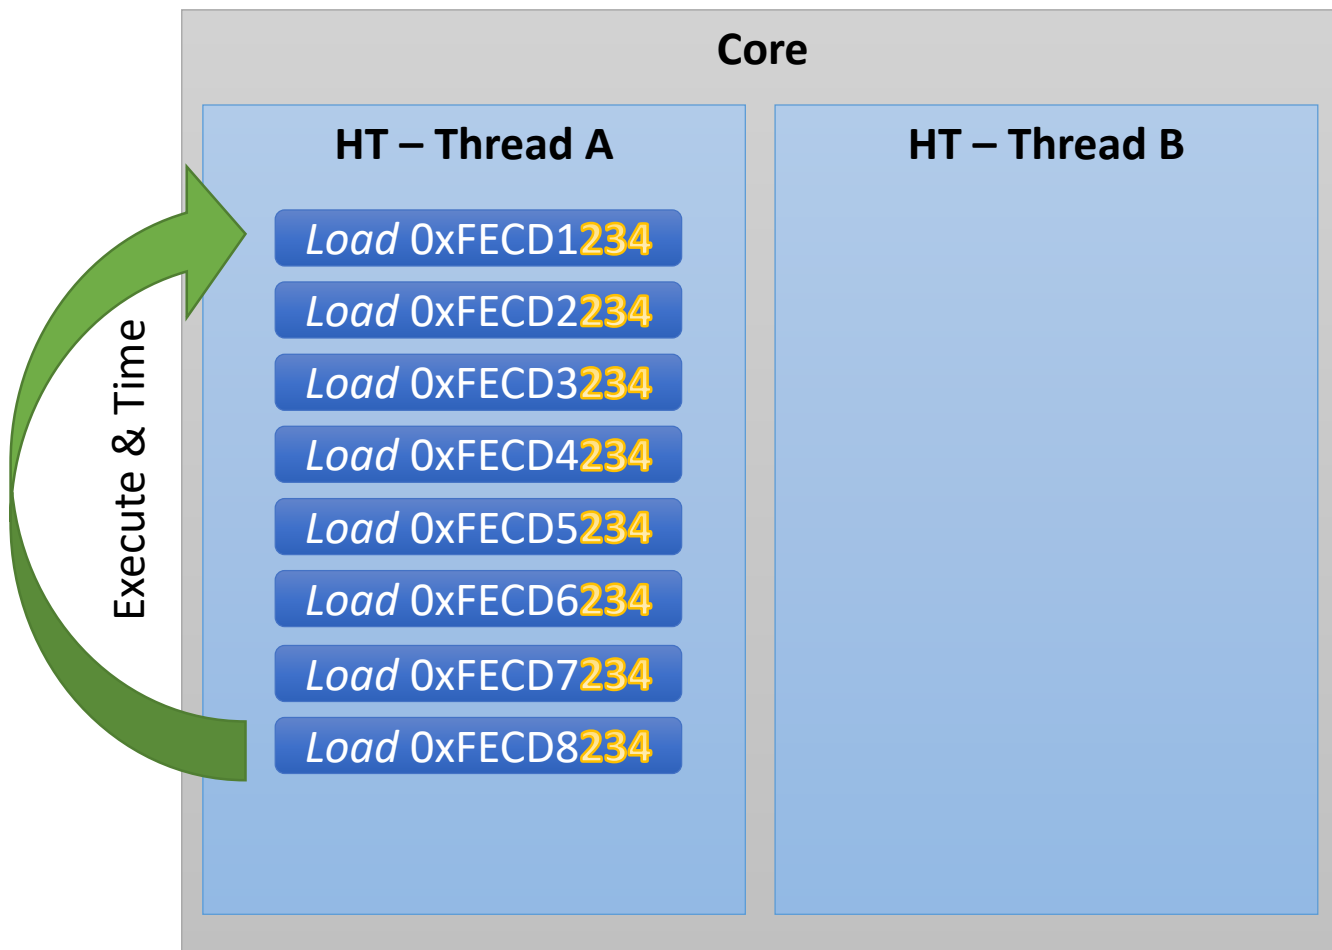 Core
HT – Thread A
HT – Thread B
Execute & Time
Load 0xFECD1234
Load 0xFECD2234
Load 0xFECD3234
Load 0xFECD4234
Load 0xFECD5234
Load 0xFECD6234
Load 0xFECD7234
Load 0xFECD8234